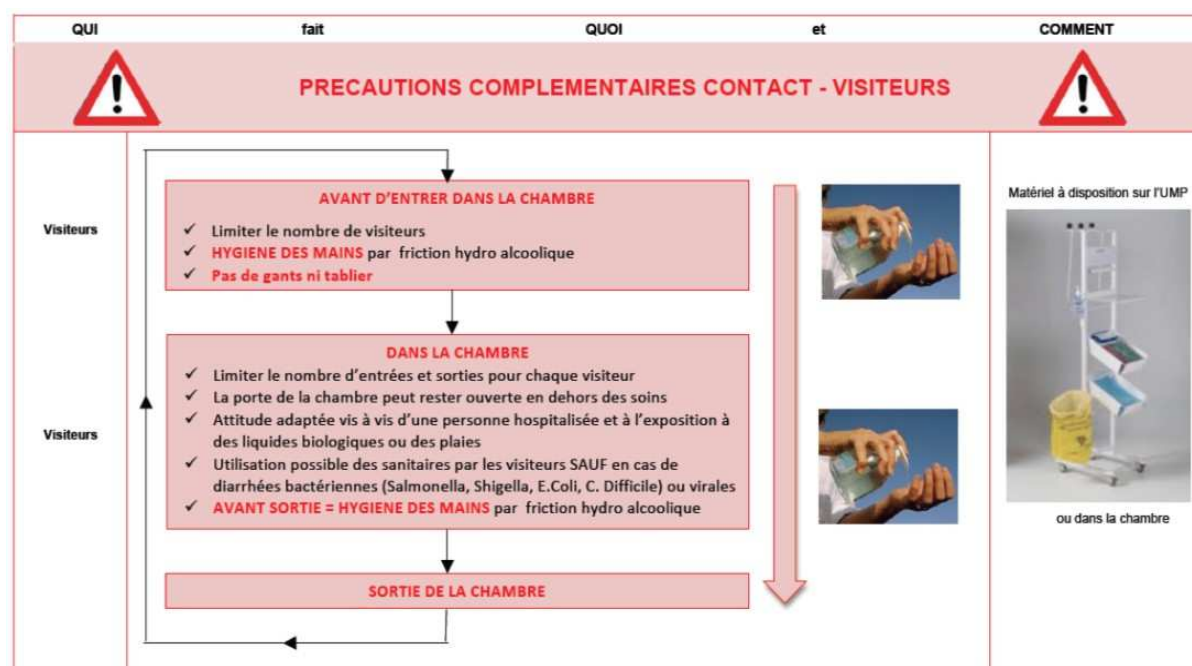 QUI fait QUOI et COMMENT
PRECAUTIONS COMPLEMENTAIRES CONTACT - VISITEURS
Visiteurs
AVANT D'ENTRER DANS LA CHAMBRE
✓ Limiter le nombre de visiteurs
✓ HYGIENE DES MAINS par friction hydro alcoolique
✓ Pas de gants ni tablier
Matériel à disposition sur l'UMP
Visiteurs
DANS LA CHAMBRE
✓ Limiter le nombre d'entrées et sorties pour chaque visiteur
✓ La porte de la chambre peut rester ouverte en dehors des soins
✓ Attitude adaptée vis à vis d'une personne hospitalisée et à l'exposition à
des liquides biologiques ou des plaies
✓ Utilisation possible des sanitaires par les visiteurs SAUF en cas de
diarrhées bactériennes (Salmonella, Shigella, E.Coli, C. Difficile) ou virales
✓ AVANT SORTIE = HYGIENE DES MAINS par friction hydro alcoolique
ou dans la chambre
SORTIE DE LA CHAMBRE